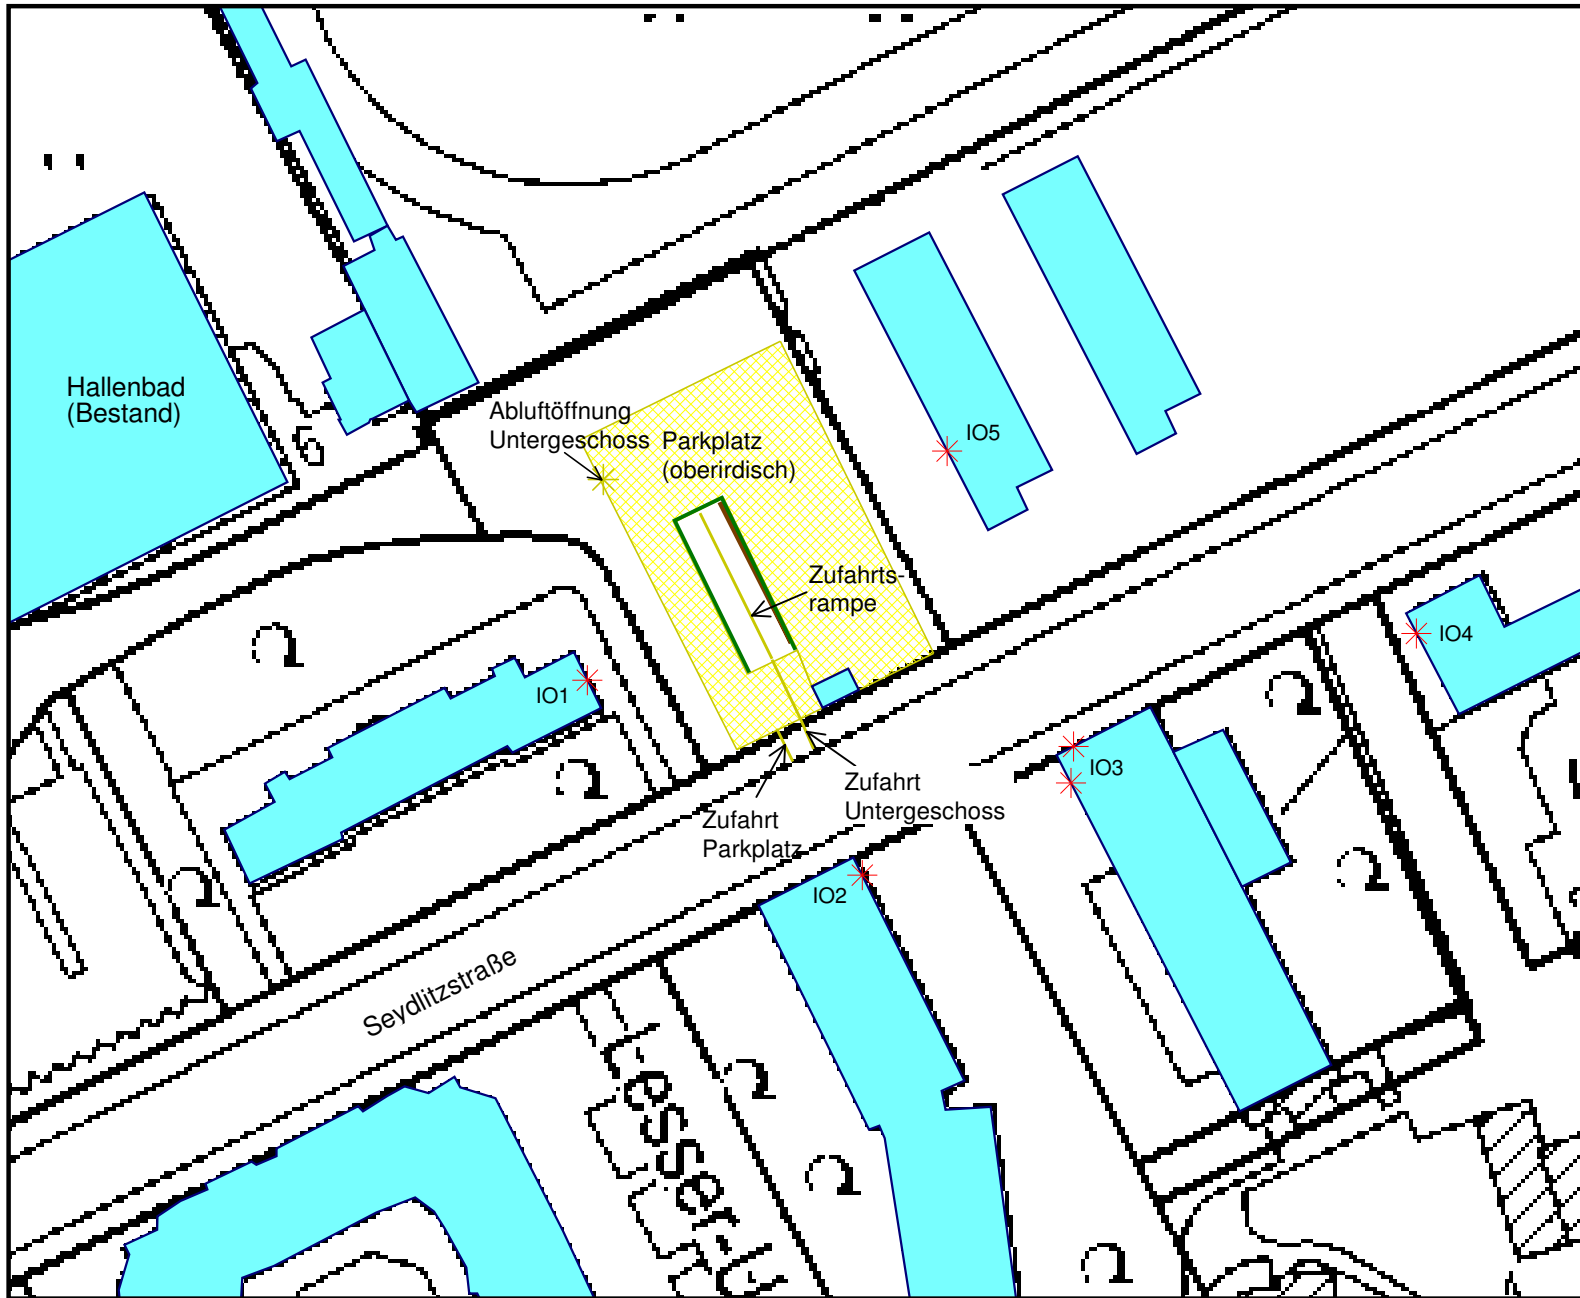 Hallenbad
(Bestand)
Abluftöffnung
Untergeschoss
Parkplatz
(oberirdisch)
IO5
Zufahrts-
rampe
IO4
IO1
IO3
Zufahrt
Untergeschoss
Zufahrt
Parkplatz
IO2
Seydlitzstraße
Lesser-U